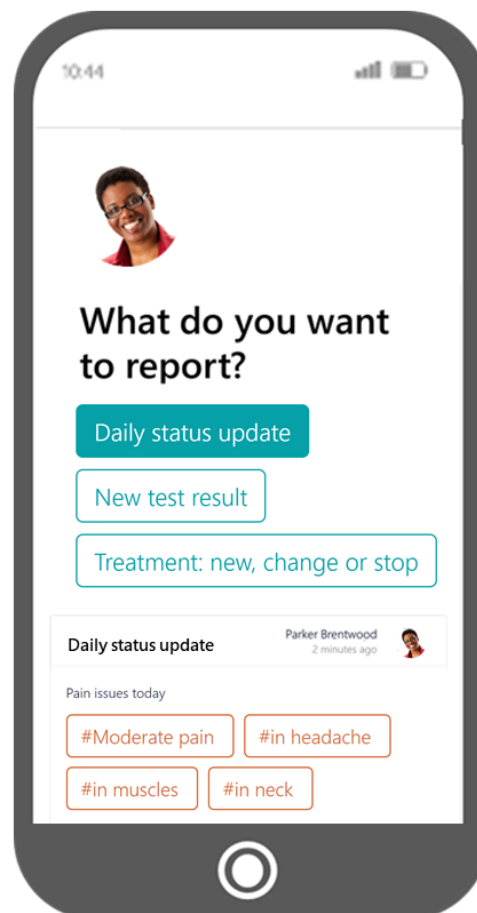 10:44
What do you want
to report?
Daily status update
New test result
Treatment: new, change or stop
Daily status update
Parker Brentwood
2 minutes ago
Pain issues today
#Moderate pain
#in headache
#in muscles
#in neck